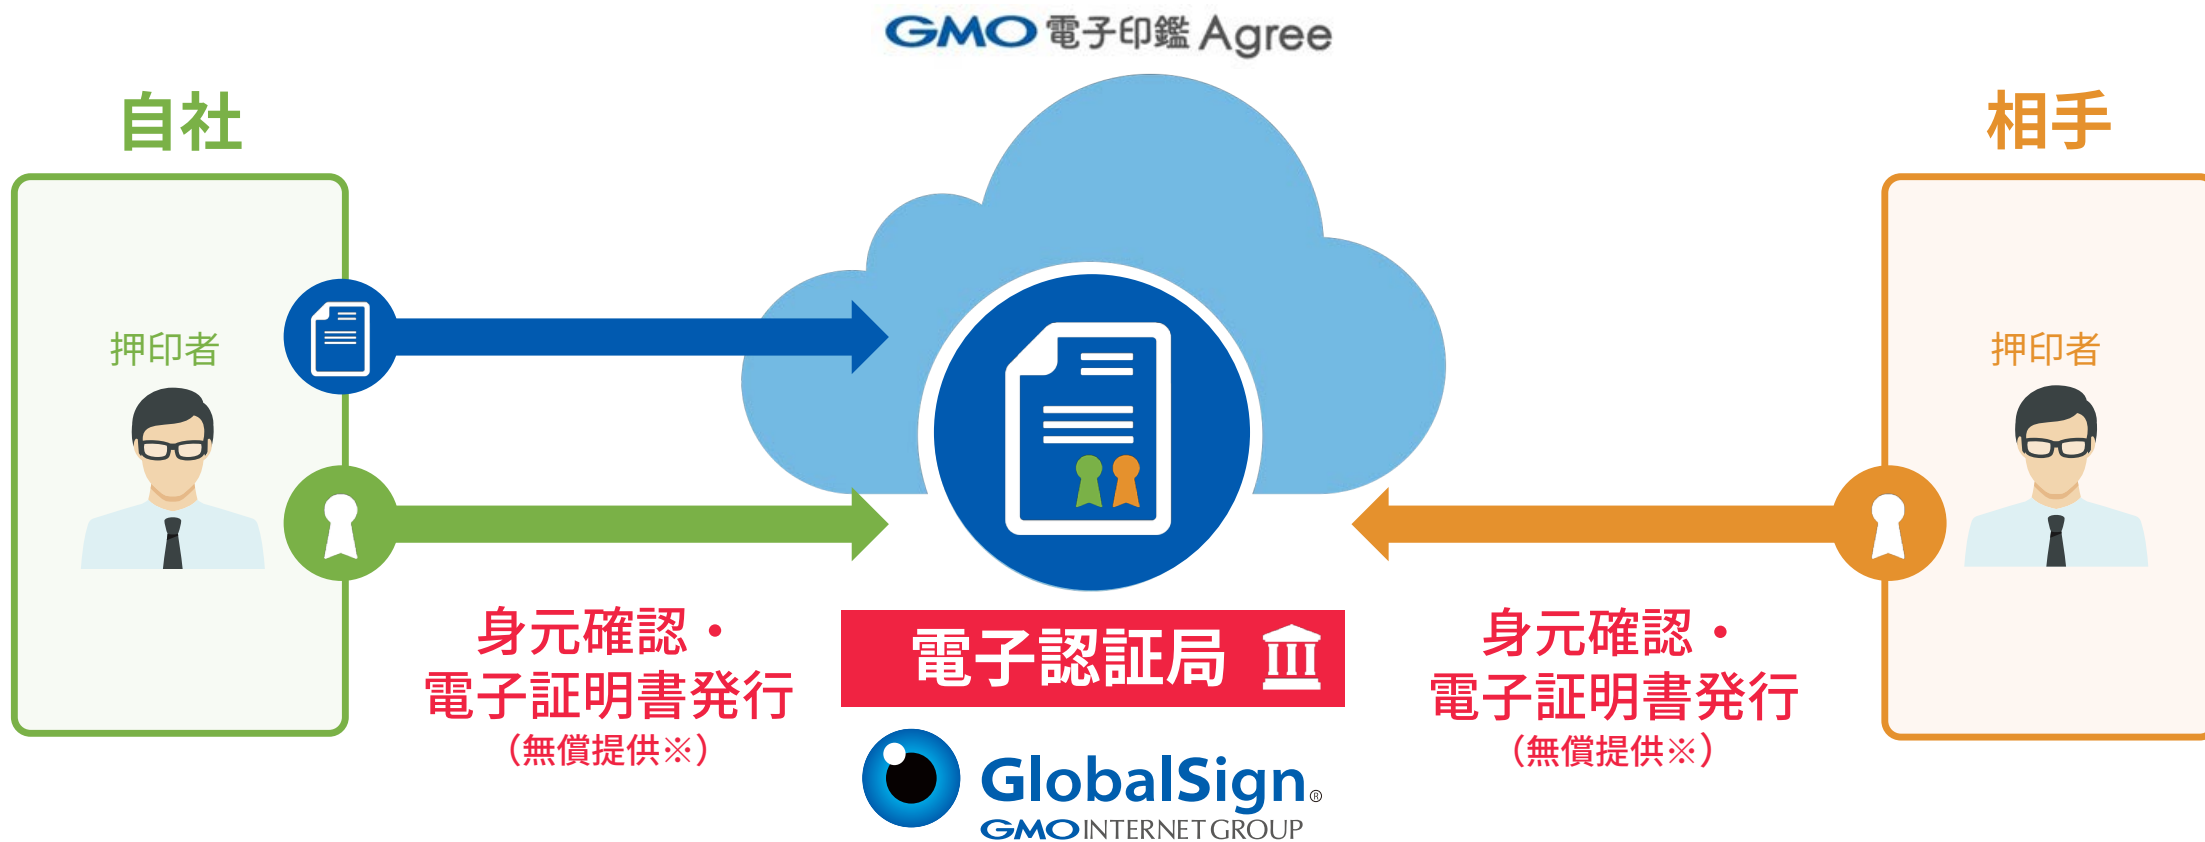 GMO 電子印鑑 Agree
自社
相手
押印者
押印者
身元確認・
電子証明書発行
（無償提供※）
電子認証局
身元確認・
電子証明書発行
（無償提供※）
GlobalSign®
GMO INTERNET GROUP